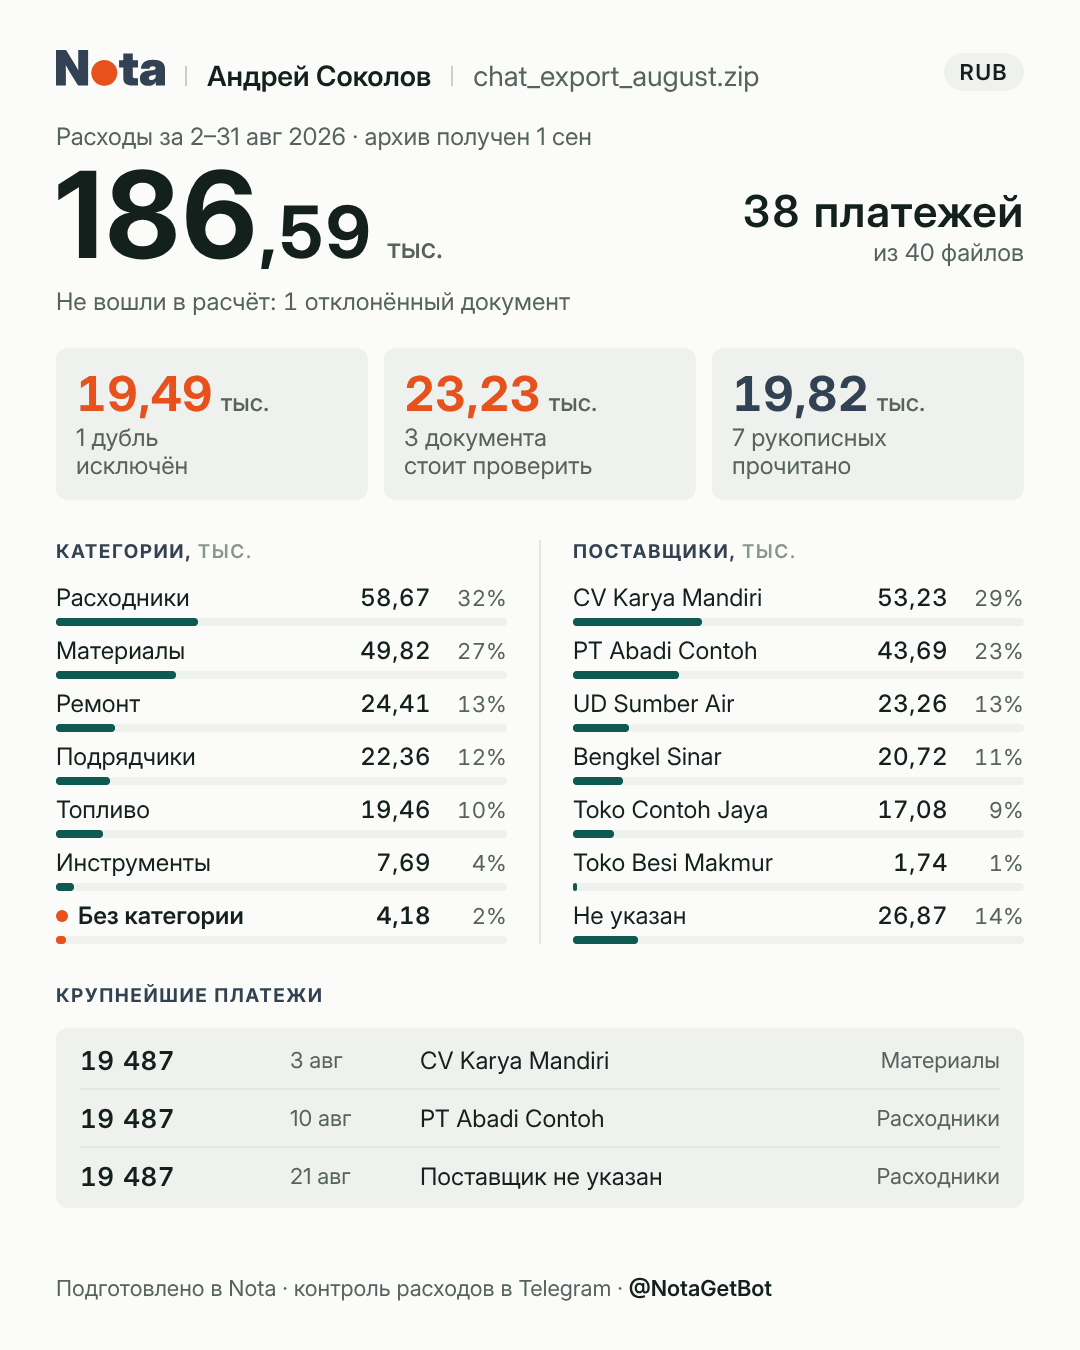 Nota | Андрей Соколов | chat_export_august.zip RUB
Расходы за 2–31 авг 2026 · архив получен 1 сен
186,59 тыс. 38 платежей
из 40 файлов
Не вошли в расчёт: 1 отклонённый документ
19,49 тыс.
1 дубль
исключён
23,23 тыс.
3 документа
стоит проверить
19,82 тыс.
7 рукописных
прочитано
КАТЕГОРИИ, ТЫС.
Расходники 58,67 32%
Материалы 49,82 27%
Ремонт 24,41 13%
Подрядчики 22,36 12%
Топливо 19,46 10%
Инструменты 7,69 4%
Без категории 4,18 2%
ПОСТАВЩИКИ, ТЫС.
CV Karya Mandiri 53,23 29%
PT Abadi Contoh 43,69 23%
UD Sumber Air 23,26 13%
Bengkel Sinar 20,72 11%
Toko Contoh Jaya 17,08 9%
Toko Besi Makmur 1,74 1%
Не указан 26,87 14%
КРУПНЕЙШИЕ ПЛАТЕЖИ
19 487 3 авг CV Karya Mandiri Материалы
19 487 10 авг PT Abadi Contoh Расходники
19 487 21 авг Поставщик не указан Расходники
Подготовлено в Nota · контроль расходов в Telegram · @NotaGetBot